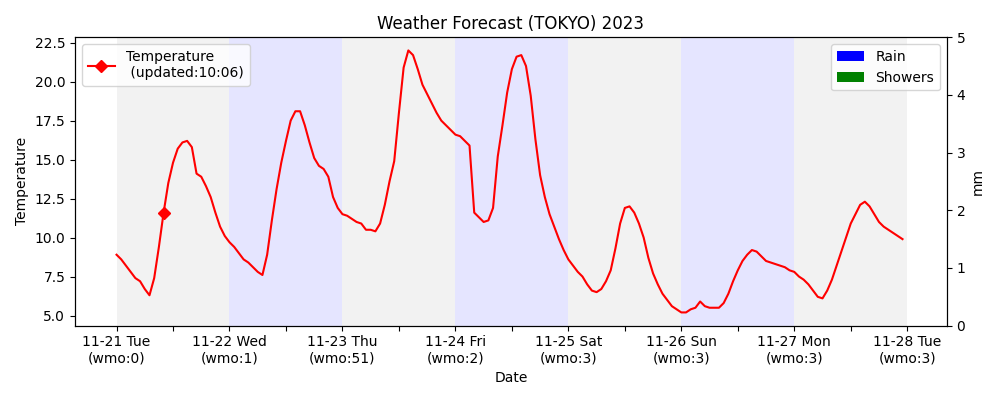 Weather Forecast (TOKYO) 2023
Temperature
(updated:10:06)
Rain
Showers
22.5
20.0
17.5
15.0
12.5
10.0
7.5
5.0
Temperature
5
4
3
2
1
0
mm
11-21 Tue 11-22 Wed 11-23 Thu 11-24 Fri 11-25 Sat 11-26 Sun 11-27 Mon 11-28 Tue
(wmo:0) (wmo:1) (wmo:51) (wmo:2) (wmo:3) (wmo:3) (wmo:3) (wmo:3)
Date